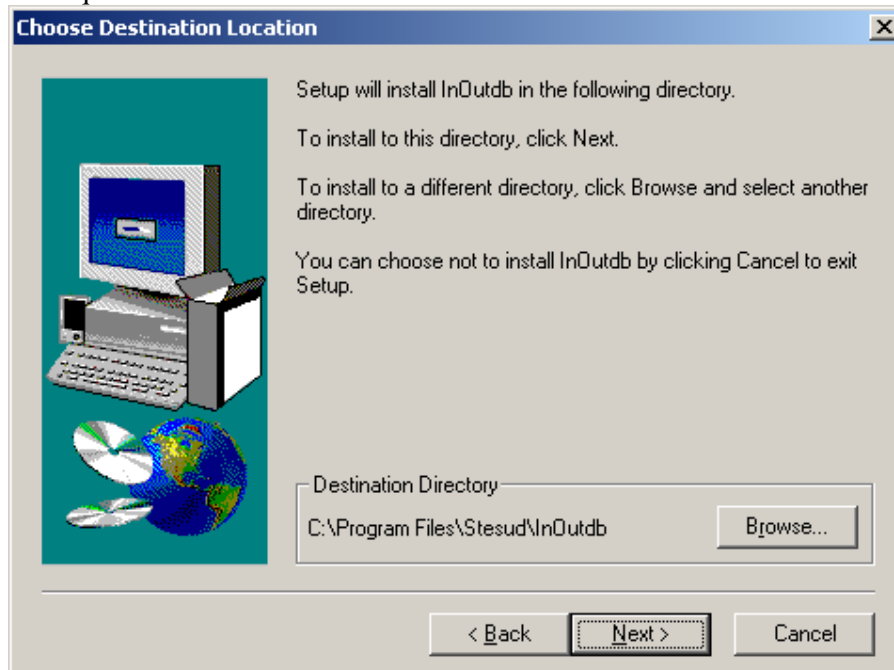 Choose Destination Location
Setup will install InOutdb in the following directory.
To install to this directory, click Next.
To install to a different directory, click Browse and select another
directory.
You can choose not to install InOutdb by clicking Cancel to exit
Setup.
Destination Directory
C:\Program Files\Stesud\InOutdb
Browse...
< Back
Next >
Cancel